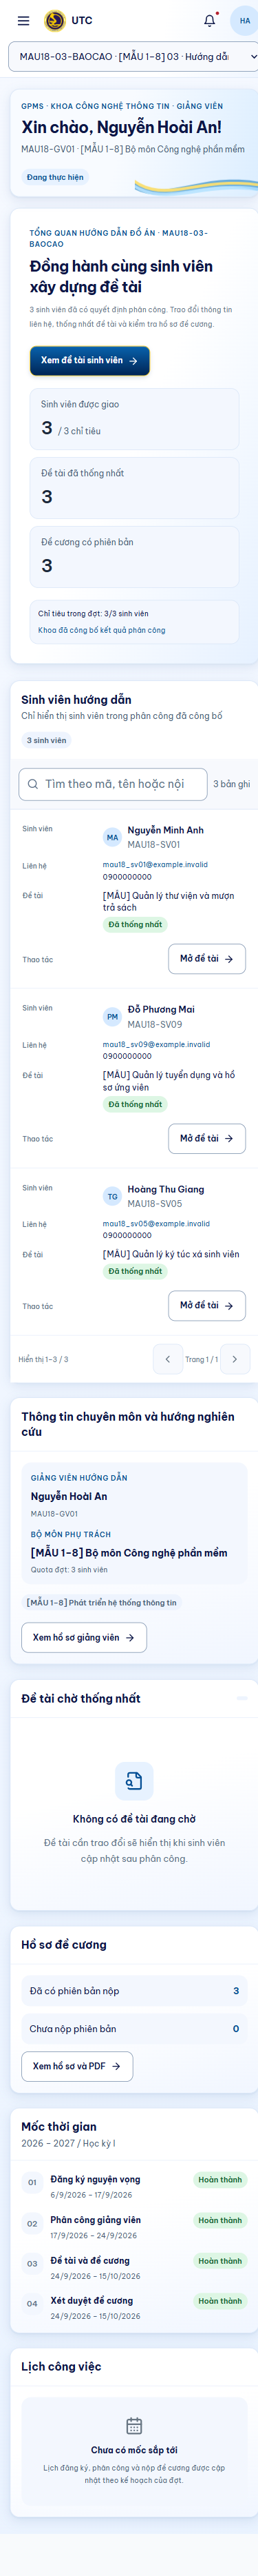 UTC
HA
MAU18-03-BAOCAO · [MẪU 1-8] 03 · Hướng dẫ
GPMS · KHOA CÔNG NGHỆ THÔNG TIN · GIẢNG VIÊN
Xin chào, Nguyễn Hoài An!
MAU18-GV01 · [MẪU 1-8] Bộ môn Công nghệ phần mềm
Đang thực hiện
TỔNG QUAN HƯỚNG DẪN ĐỒ ÁN · MAU18-03-
BAOCAO
Đồng hành cùng sinh viên
xây dựng đề tài
3 sinh viên đã có quyết định phân công. Trao đổi thông tin
liên hệ, thống nhất đề tài và kiểm tra hồ sơ đề cương.
Xem đề tài sinh viên
Sinh viên được giao
3 / 3 chỉ tiêu
Đề tài đã thống nhất
3
Đề cương có phiên bản
3
Chỉ tiêu trong đợt: 3/3 sinh viên
Khoa đã công bố kết quả phân công
Sinh viên hướng dẫn
Chỉ hiển thị sinh viên trong phân công đã công bố
3 sinh viên
Tìm theo mã, tên hoặc nội
3 bản ghi
Sinh viên
MA
Nguyễn Minh Anh
MAU18-SV01
Liên hệ
mau18_sv01@example.invalid
0900000000
Đề tài
[MẪU] Quản lý thư viện và mượn
trả sách
Đã thống nhất
Thao tác
Mở đề tài
Sinh viên
PM
Đỗ Phương Mai
MAU18-SV09
Liên hệ
mau18_sv09@example.invalid
0900000000
Đề tài
[MẪU] Quản lý tuyển dụng và hồ
sơ ứng viên
Đã thống nhất
Thao tác
Mở đề tài
Sinh viên
TG
Hoàng Thu Giang
MAU18-SV05
Liên hệ
mau18_sv05@example.invalid
0900000000
Đề tài
[MẪU] Quản lý ký túc xá sinh viên
Đã thống nhất
Thao tác
Mở đề tài
Hiển thị 1-3 / 3
Trang 1 / 1
Thông tin chuyên môn và hướng nghiên
cứu
GIẢNG VIÊN HƯỚNG DẪN
Nguyễn Hoài An
MAU18-GV01
BỘ MÔN PHỤ TRÁCH
[MẪU 1-8] Bộ môn Công nghệ phần mềm
Quota đợt: 3 sinh viên
[MẪU 1-8] Phát triển hệ thống thông tin
Xem hồ sơ giảng viên
Đề tài chờ thống nhất
Không có đề tài đang chờ
Đề tài cần trao đổi sẽ hiển thị khi sinh viên
cập nhật sau phân công.
Hồ sơ đề cương
Đã có phiên bản nộp
3
Chưa nộp phiên bản
0
Xem hồ sơ và PDF
Mốc thời gian
2026 - 2027 / Học kỳ I
01
Đăng ký nguyện vọng
Hoàn thành
6/9/2026 - 17/9/2026
02
Phân công giảng viên
Hoàn thành
17/9/2026 - 24/9/2026
03
Đề tài và đề cương
Hoàn thành
24/9/2026 - 15/10/2026
04
Xét duyệt đề cương
Hoàn thành
24/9/2026 - 15/10/2026
Lịch công việc
Chưa có mốc sắp tới
Lịch đăng ký, phân công và nộp đề cương được cập
nhật theo kế hoạch của đợt.